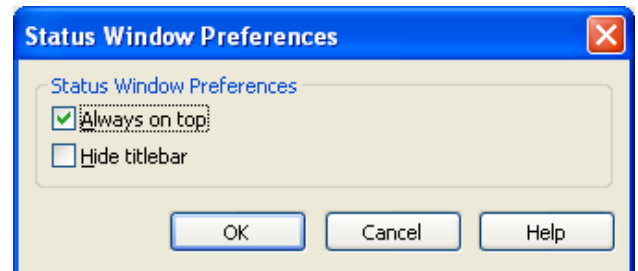 Status Window Preferences
Status Window Preferences
Always on top
Hide titlebar
OK Cancel Help